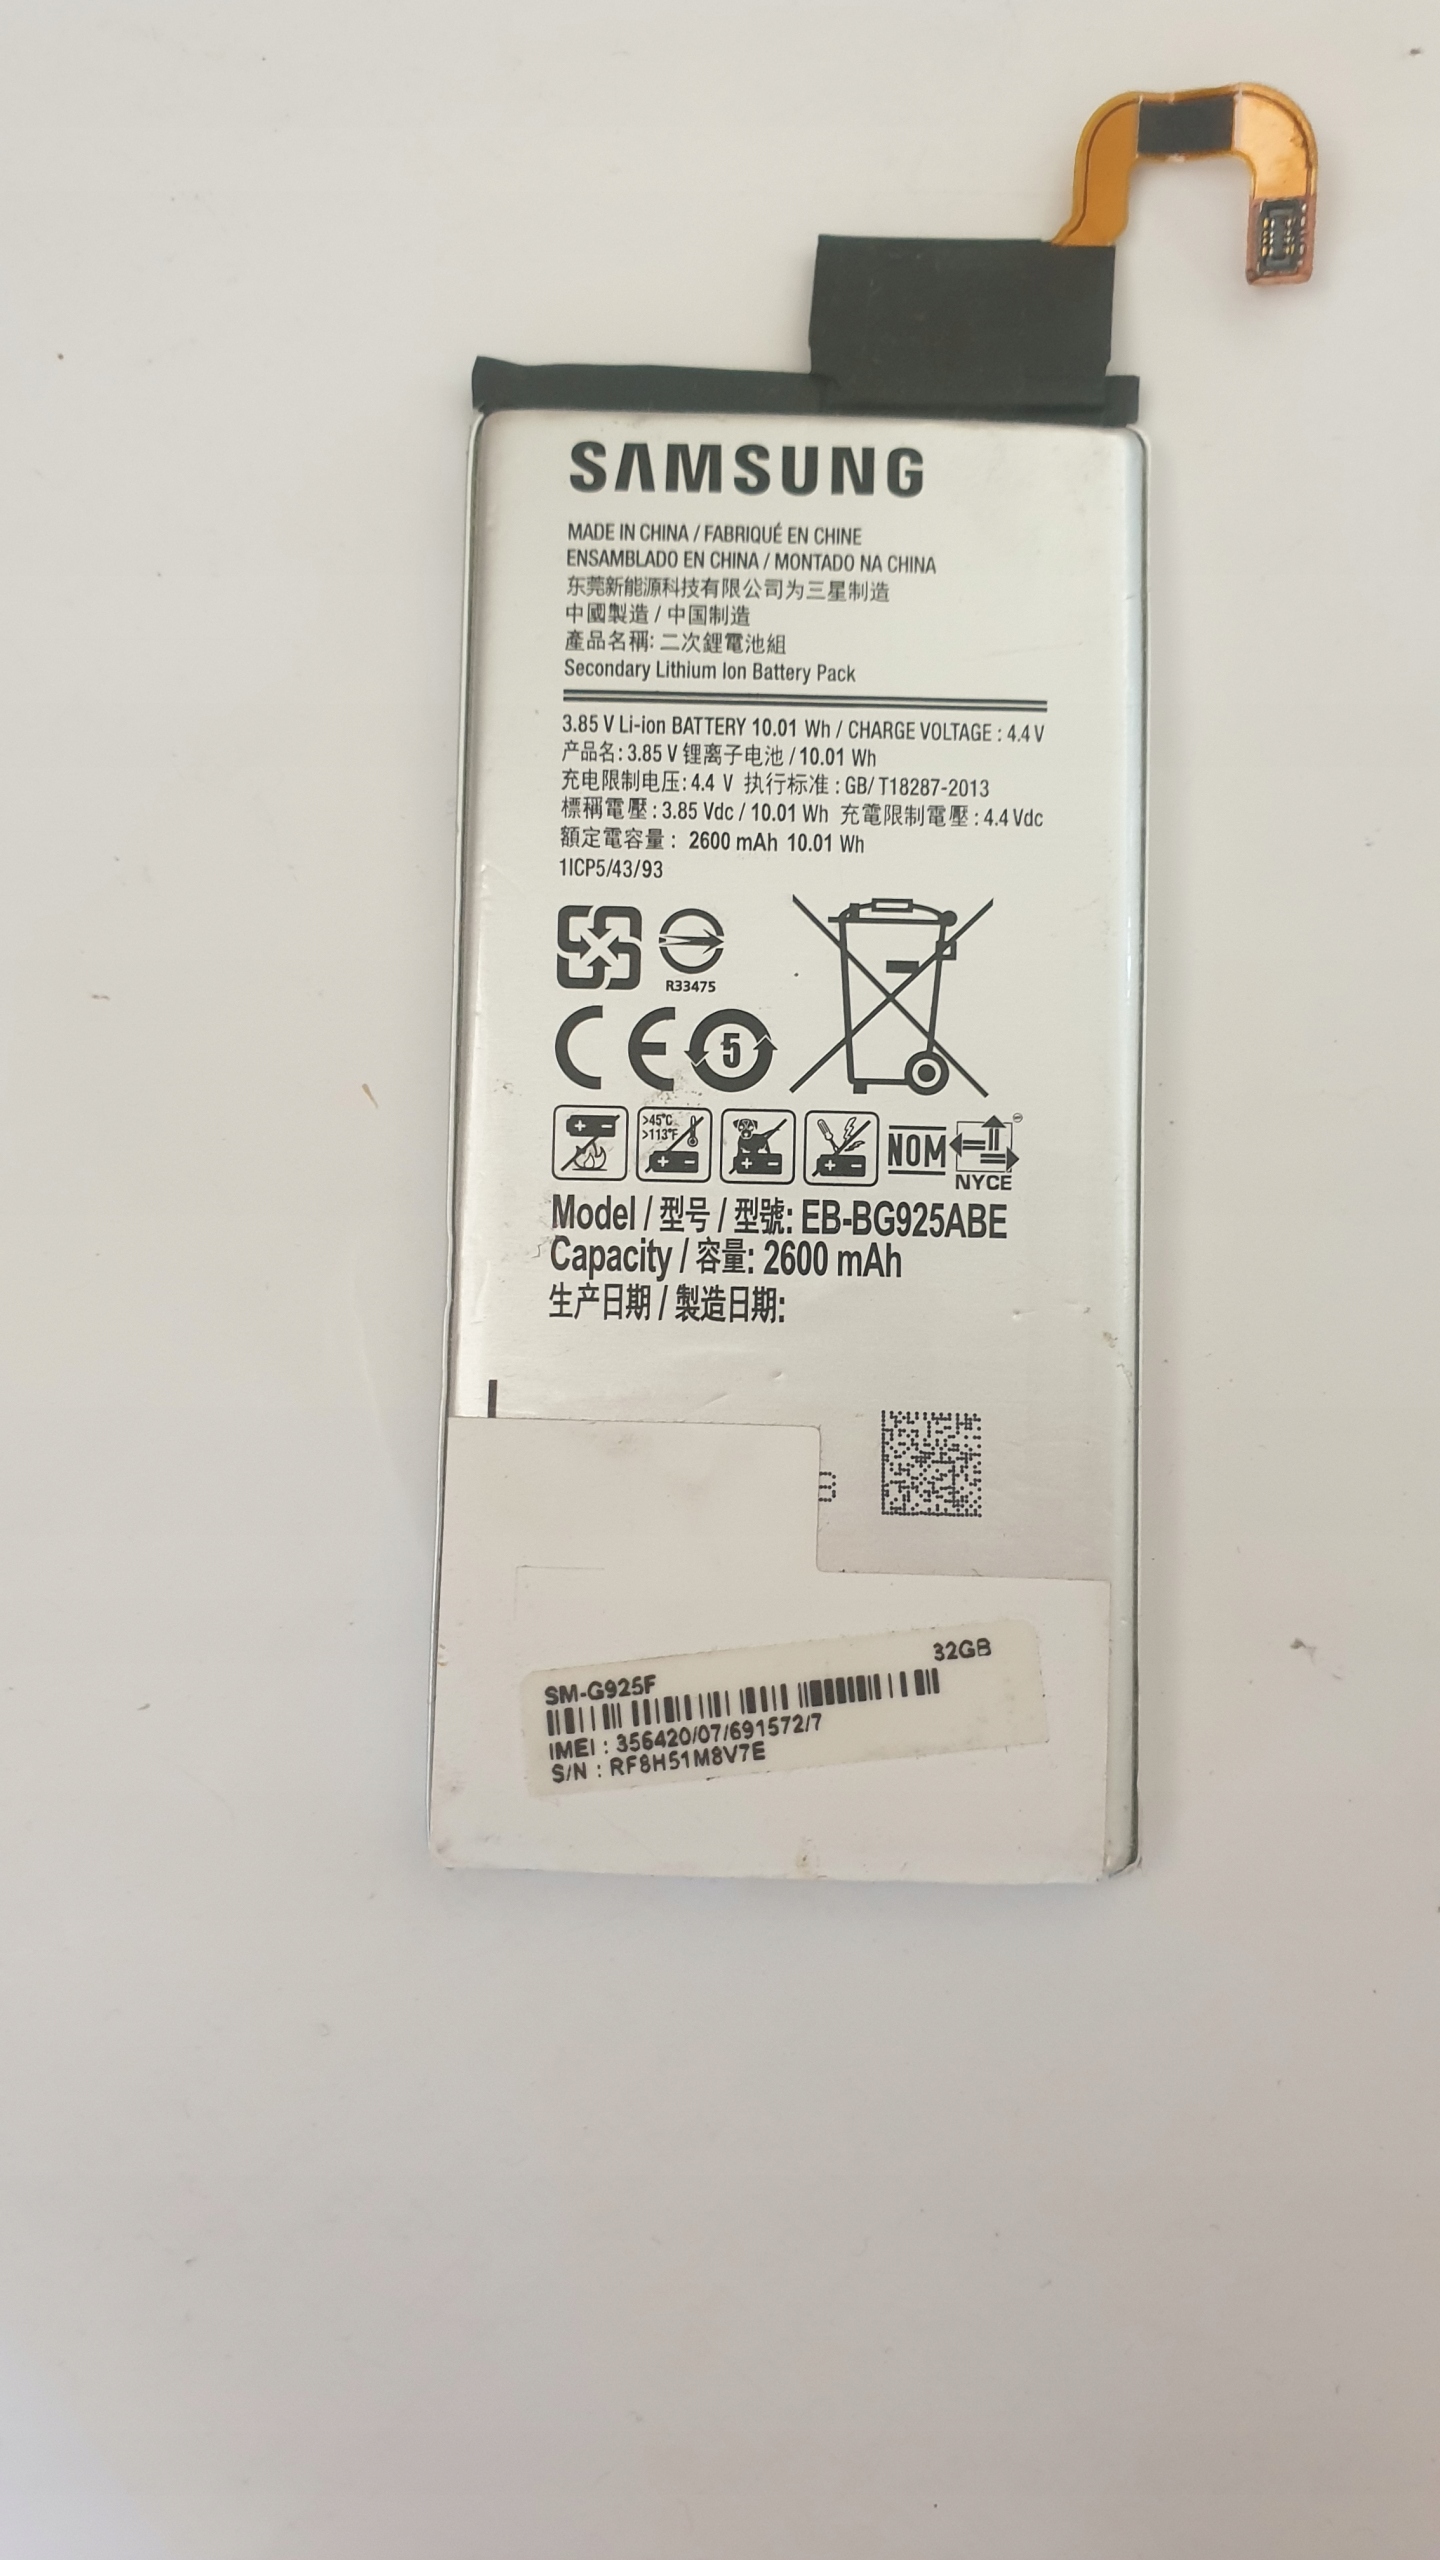 SAMSUNG
MADE IN CHINA / FABRIQUÉ EN CHINE
ENSAMBLADO EN CHINA / MONTADO NA CHINA
东莞新能源科技有限公司为三星制造
中國製造 / 中国制造
產品名稱: 二次鋰電池組
Secondary Lithium Ion Battery Pack
3.85 V Li-ion BATTERY 10.01 Wh / CHARGE VOLTAGE : 4.4 V
产品名: 3.85 V 锂离子电池 / 10.01 Wh
充电限制电压: 4.4 V 执行标准 : GB/ T18287-2013
標稱電壓 : 3.85 Vdc / 10.01 Wh 充電限制電壓 : 4.4 Vdc
額定電容量 : 2600 mAh 10.01 Wh
1ICP5/43/93
R33475
CE 5
>45°C
>113°F
NOM
NYCE
Model / 型号 / 型號: EB-BG925ABE
Capacity / 容量: 2600 mAh
生产日期 / 製造日期:
32GB
SM-G925F
IMEI : 356420/07/691572/7
S/N : RF8H51M8V7E